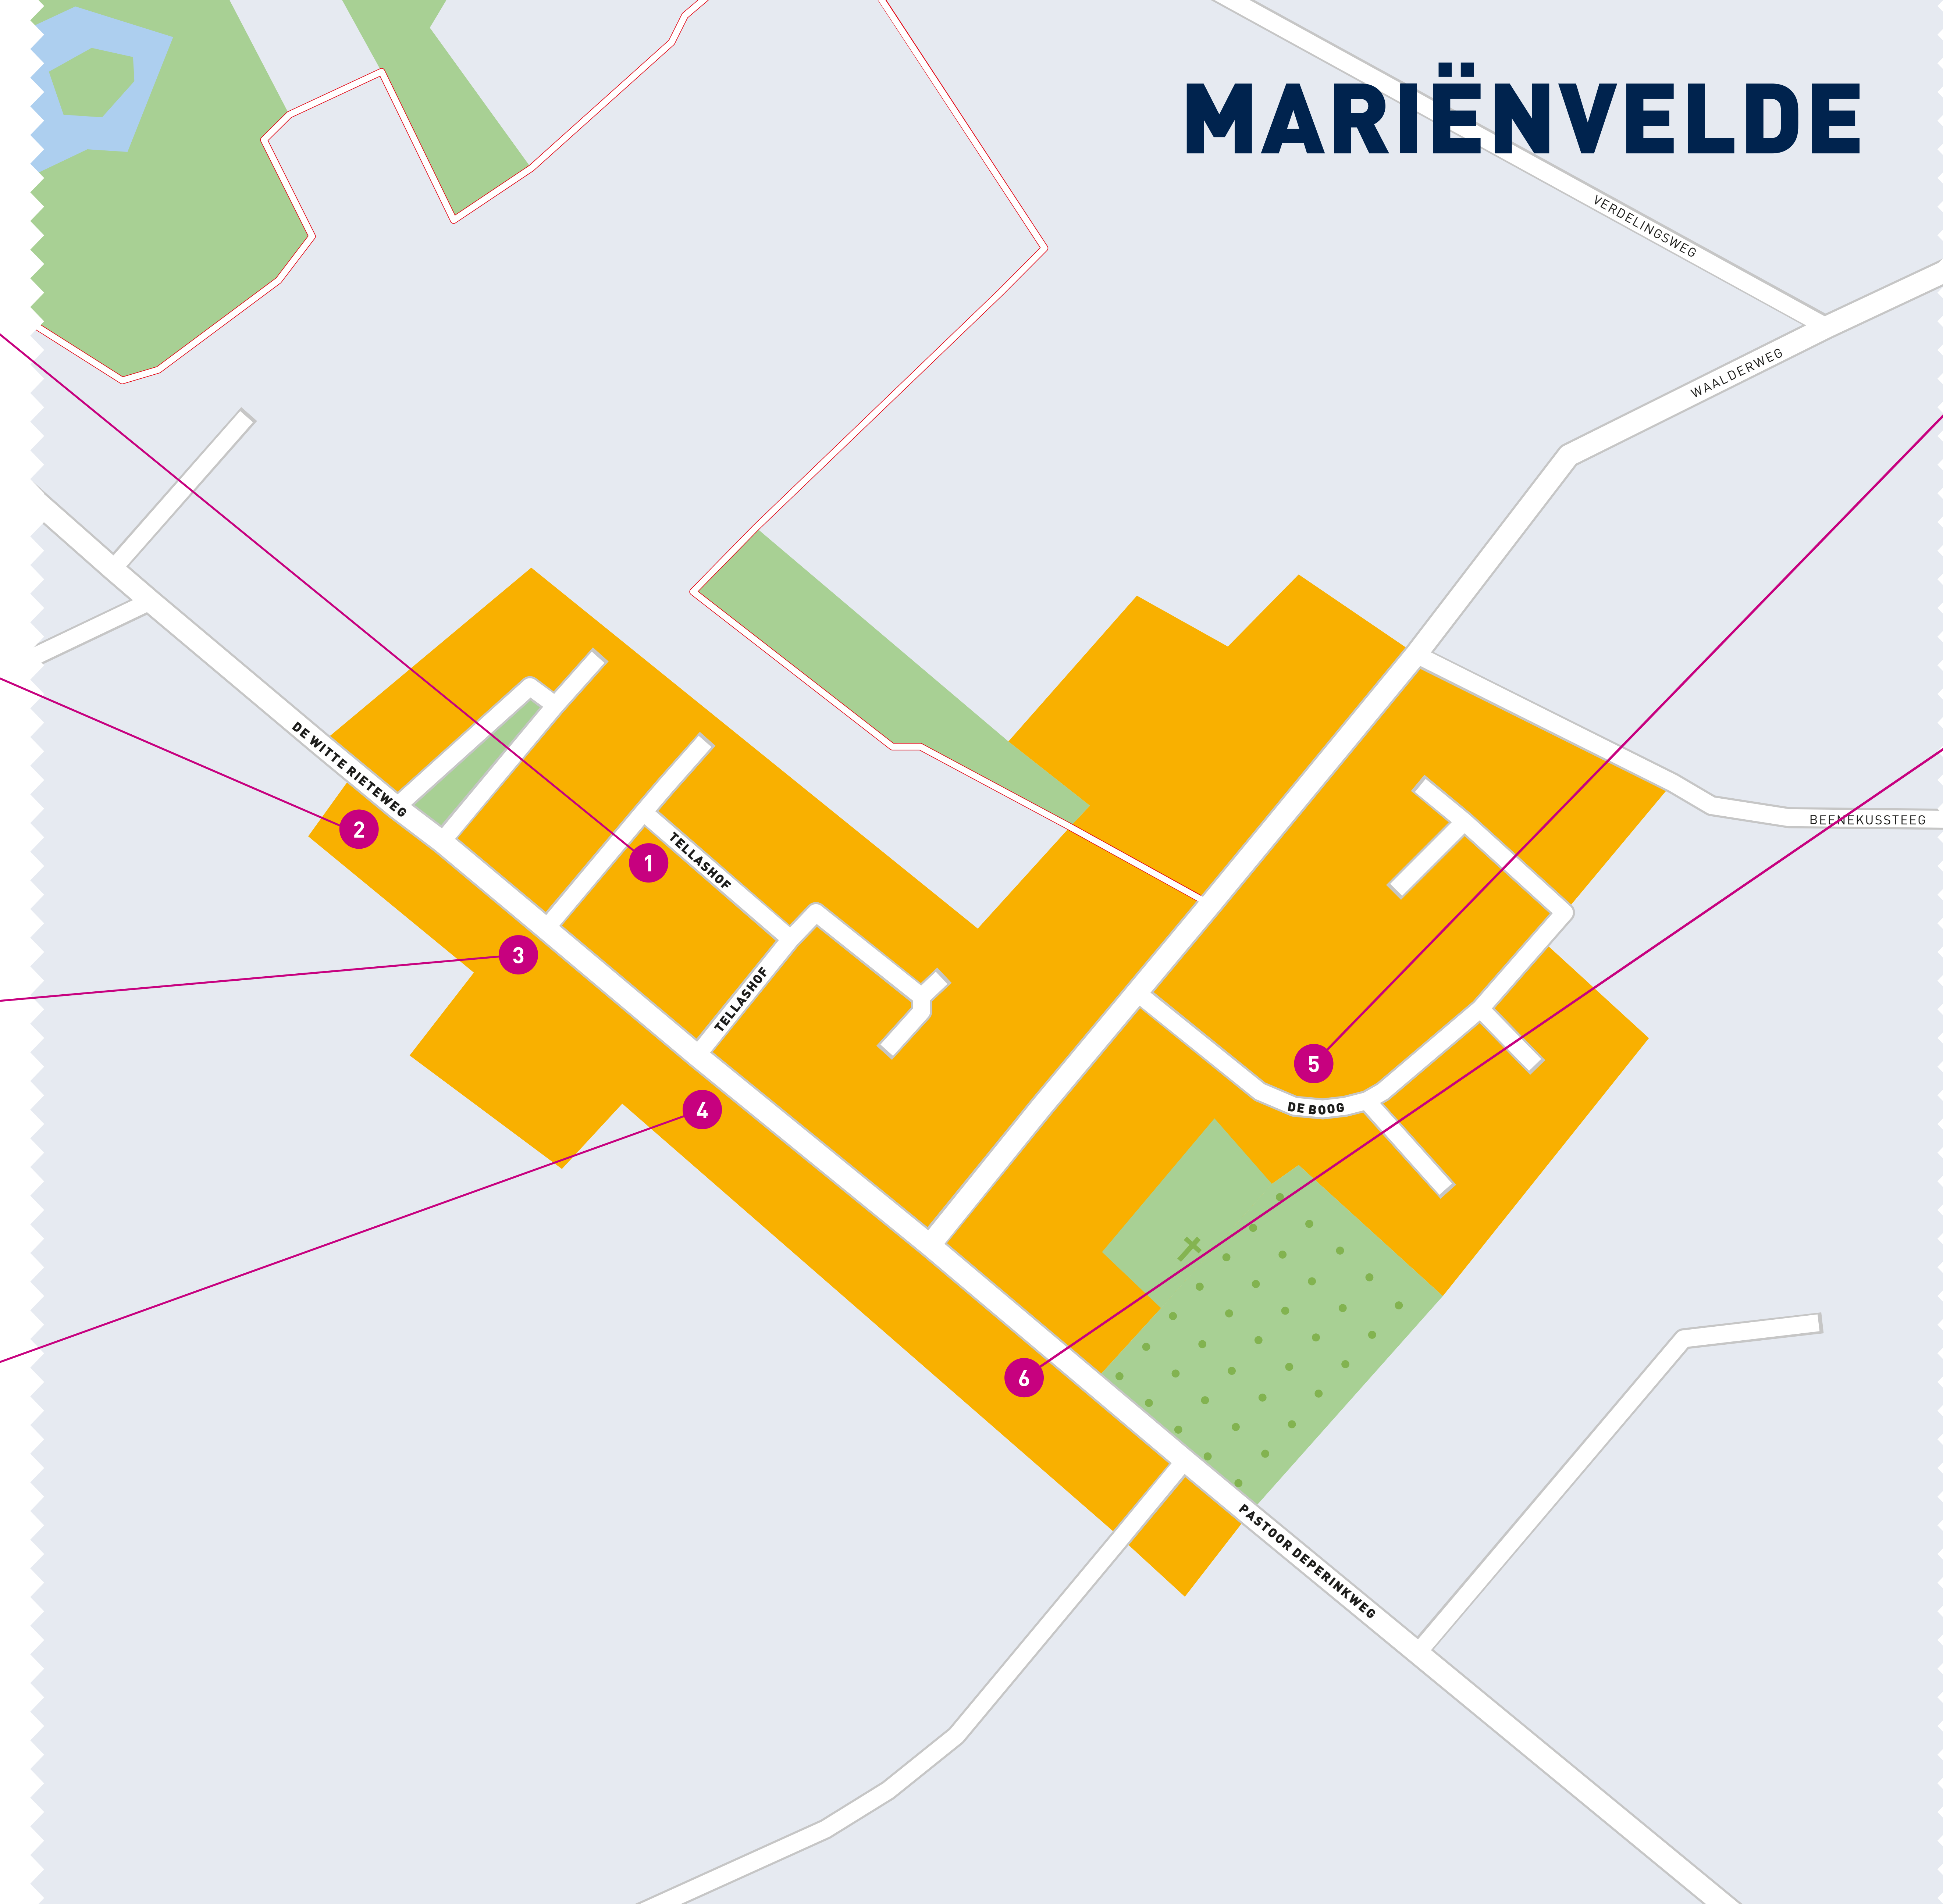 MARIËNVELDE
VERDELINGSWEG
WAALDERWEG
DE WITTE RIETEWEG
BEENEKUSSTEEG
2
1
TELLASHOF
3
TELLASHOF
5
4
DE BOOG
6
PASTOOR DEPERINKWEG